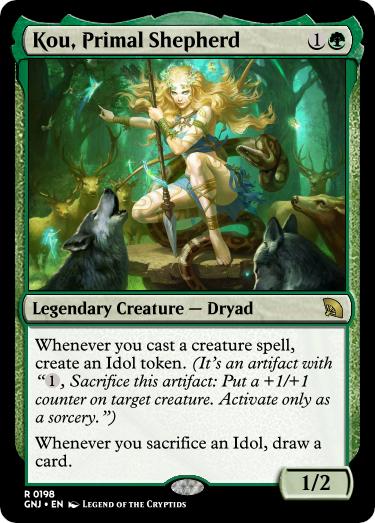 Kou, Primal Shepherd 1
Legendary Creature — Dryad
Whenever you cast a creature spell,
create an Idol token. (It's an artifact with
“1, Sacrifice this artifact: Put a +1/+1
counter on target creature. Activate only as
a sorcery.”)
Whenever you sacrifice an Idol, draw a
card.
1/2
R 0198
GNJ • EN Legend of the Cryptids